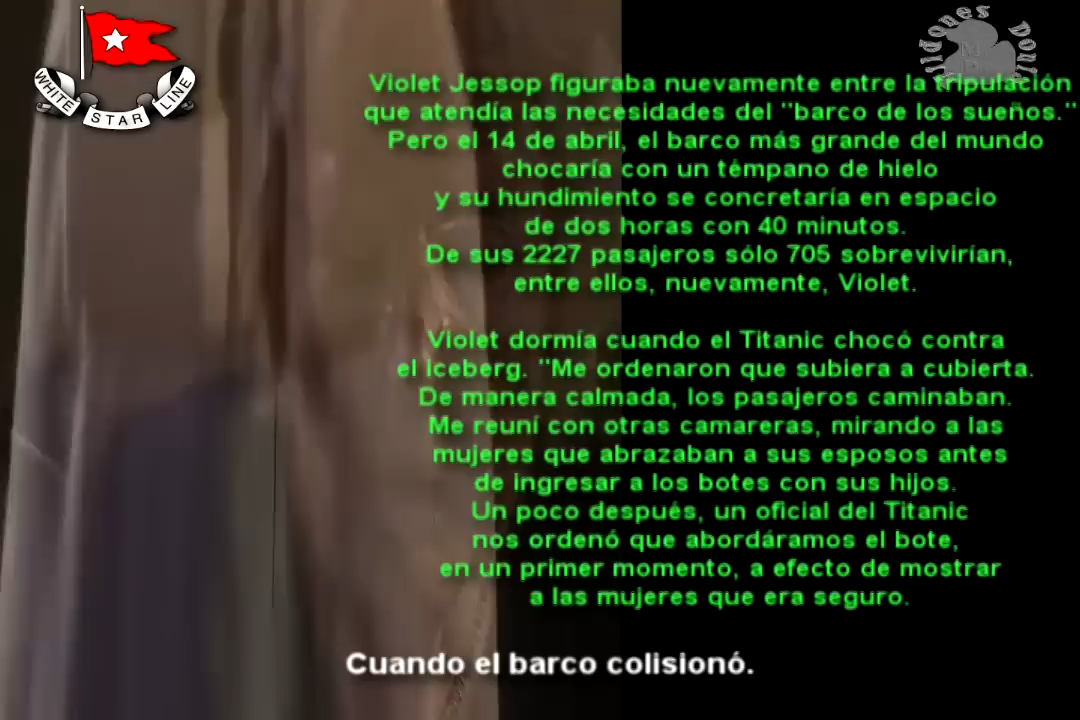 WHITE STAR LINE
Violet Jessop figuraba nuevamente entre la tripulación
que atendía las necesidades del "barco de los sueños."
Pero el 14 de abril, el barco más grande del mundo
chocaría con un témpano de hielo
y su hundimiento se concretaría en espacio
de dos horas con 40 minutos.
De sus 2227 pasajeros sólo 705 sobrevivirían,
entre ellos, nuevamente, Violet.
Violet dormía cuando el Titanic chocó contra
el Iceberg. "Me ordenaron que subiera a cubierta.
De manera calmada, los pasajeros caminaban.
Me reuní con otras camareras, mirando a las
mujeres que abrazaban a sus esposos antes
de ingresar a los botes con sus hijos.
Un poco después, un oficial del Titanic
nos ordenó que abordáramos el bote,
en un primer momento, a efecto de mostrar
a las mujeres que era seguro.
Cuando el barco colisionó.